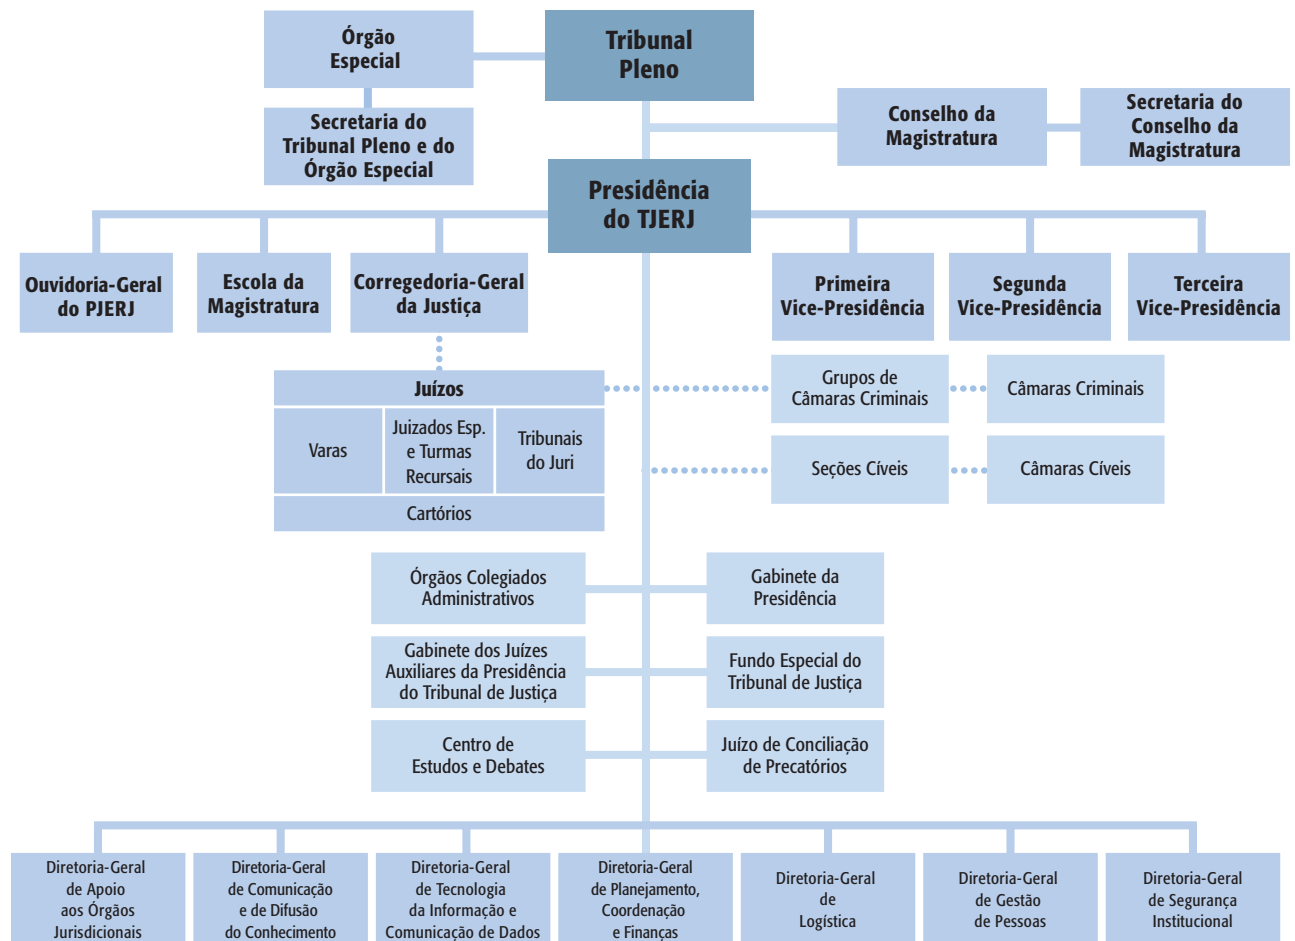 Órgão
Especial
Tribunal
Pleno
Secretaria do
Tribunal Pleno e do
Órgão Especial
Conselho da
Magistratura
Secretaria do
Conselho da
Magistratura
Presidência
do TJERJ
Ouvidoria-Geral
do PJERJ
Escola da
Magistratura
Corregedoria-Geral
da Justiça
Primeira
Vice-Presidência
Segunda
Vice-Presidência
Terceira
Vice-Presidência
Juízos
Varas
Juizados Esp.
e Turmas
Recursais
Tribunais
do Juri
Cartórios
Grupos de
Câmaras Criminais
Câmaras Criminais
Seções Cíveis
Câmaras Cíveis
Órgãos Colegiados
Administrativos
Gabinete da
Presidência
Gabinete dos Juízes
Auxiliares da Presidência
do Tribunal de Justiça
Fundo Especial do
Tribunal de Justiça
Centro de
Estudos e Debates
Juízo de Conciliação
de Precatórios
Diretoria-Geral
de Apoio
aos Órgãos
Jurisdicionais
Diretoria-Geral
de Comunicação
e de Difusão
do Conhecimento
Diretoria-Geral
de Tecnologia
da Informação e
Comunicação de Dados
Diretoria-Geral
de Planejamento,
Coordenação
e Finanças
Diretoria-Geral
de
Logística
Diretoria-Geral
de Gestão
de Pessoas
Diretoria-Geral
de Segurança
Institucional